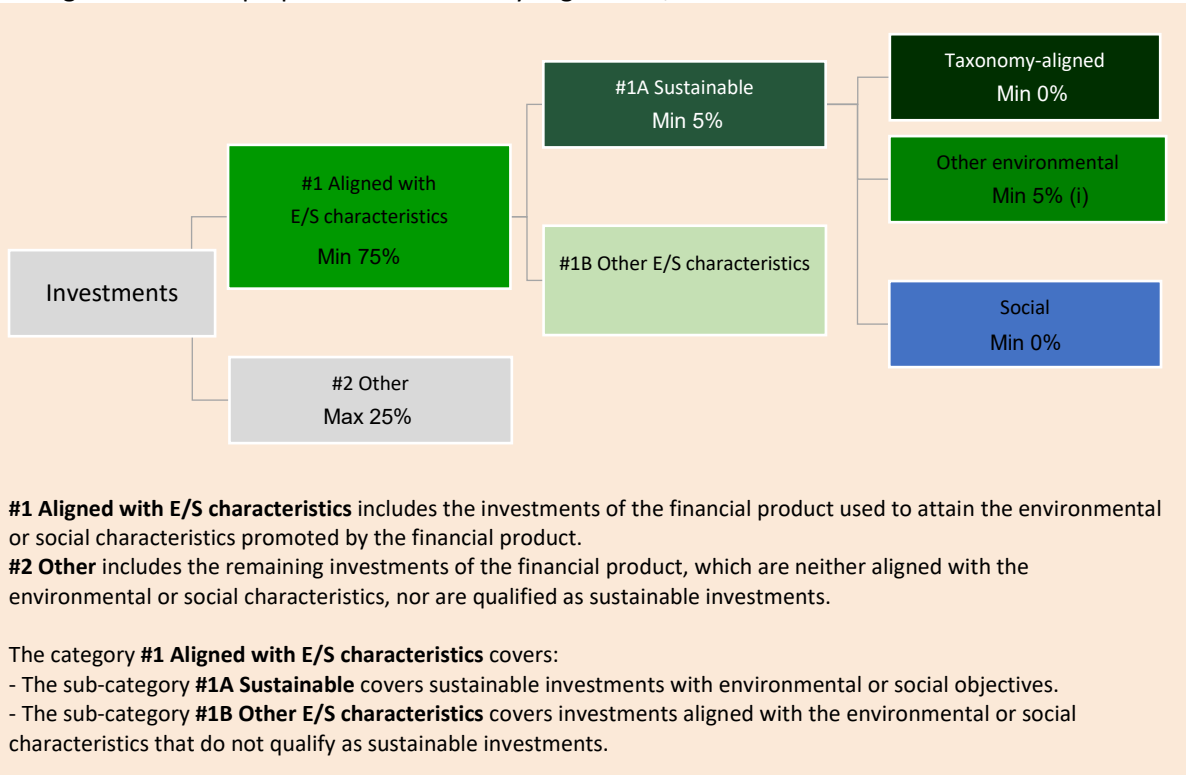 Investments
#1 Aligned with
E/S characteristics
Min 75%
#2 Other
Max 25%
#1A Sustainable
Min 5%
#1B Other E/S characteristics
Taxonomy-aligned
Min 0%
Other environmental
Min 5% (i)
Social
Min 0%
#1 Aligned with E/S characteristics includes the investments of the financial product used to attain the environmental
or social characteristics promoted by the financial product.
#2 Other includes the remaining investments of the financial product, which are neither aligned with the
environmental or social characteristics, nor are qualified as sustainable investments.
The category #1 Aligned with E/S characteristics covers:
- The sub-category #1A Sustainable covers sustainable investments with environmental or social objectives.
- The sub-category #1B Other E/S characteristics covers investments aligned with the environmental or social
characteristics that do not qualify as sustainable investments.